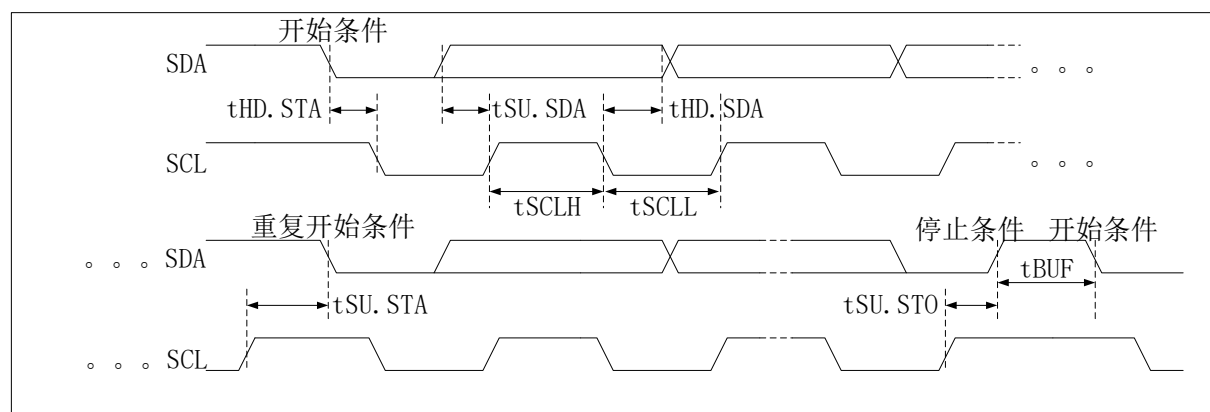 开始条件
SDA
。。。
tHD.STA
tSU.SDA
tHD.SDA
SCL
。。。
tSCLH
tSCLL
重复开始条件
停止条件
开始条件
。。。SDA
tBUF
tSU.STA
tSU.STO
。。。SCL